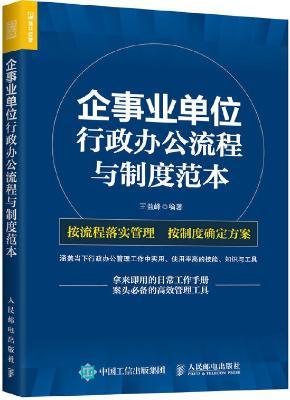 企事业单位
行政办公流程
与制度范本
王益峰 编著
按流程落实管理 按制度确定方案
涵盖当下行政办公管理工作中实用、使用率高的技能、知识与工具
拿来即用的日常工作手册
案头必备的高效管理工具
中国工信出版集团
人民邮电出版社
企事业单位行政办公流程与制度范本
人民邮电出版社